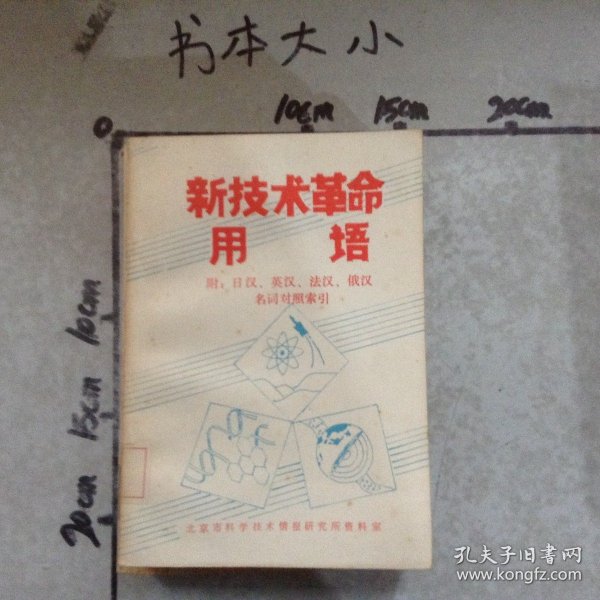 书本大小
0 10cm 15cm 20cm
10cm
15cm
20cm
新技术革命
用语
附：日汉、英汉、法汉、俄汉
名词对照索引
北京市科学技术情报研究所资料室
孔夫子旧书网
www.kongfz.com